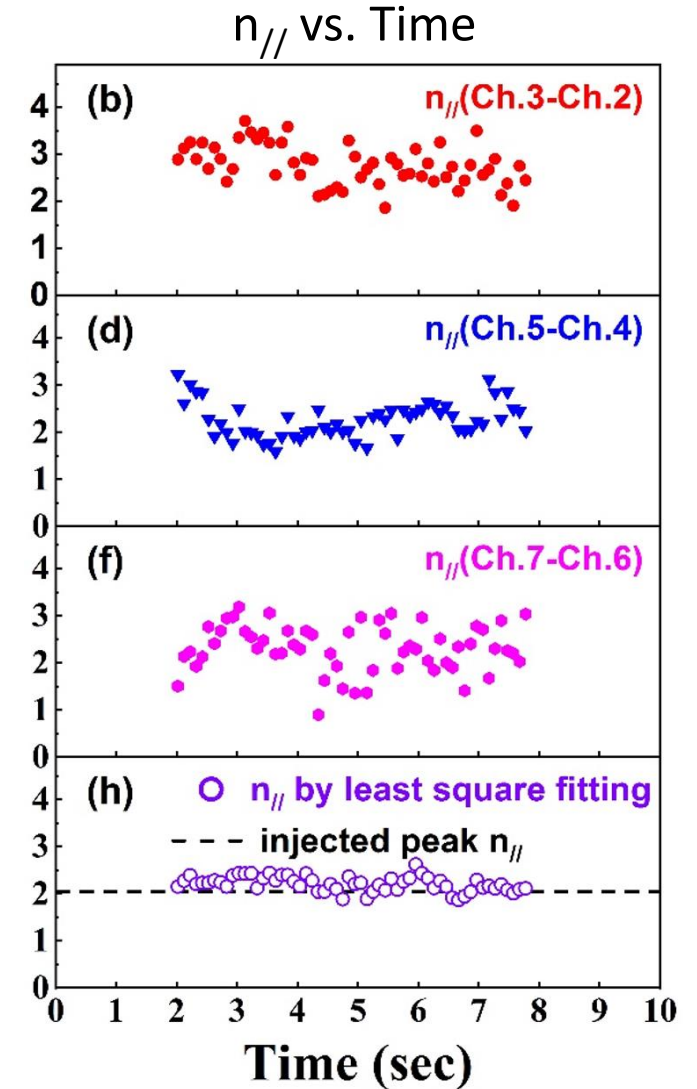 n// vs. Time
(b) n//(Ch.3-Ch.2)
4
3
2
1
0
(d) n//(Ch.5-Ch.4)
4
3
2
1
0
(f) n//(Ch.7-Ch.6)
4
3
2
1
0
(h) n// by least square fitting
4
injected peak n//
3
2
1
0
0 1 2 3 4 5 6 7 8 9 10
Time (sec)